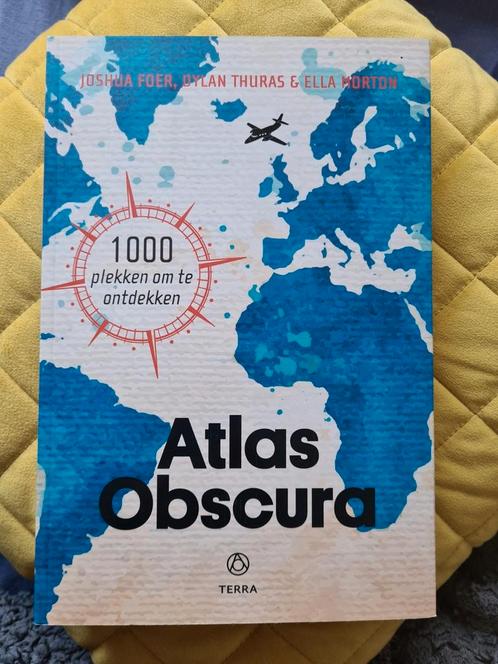 JOSHUA FOER, DYLAN THURAS & ELLA MORTON
1000
plekken om te
ontdekken
Atlas
Obscura
TERRA